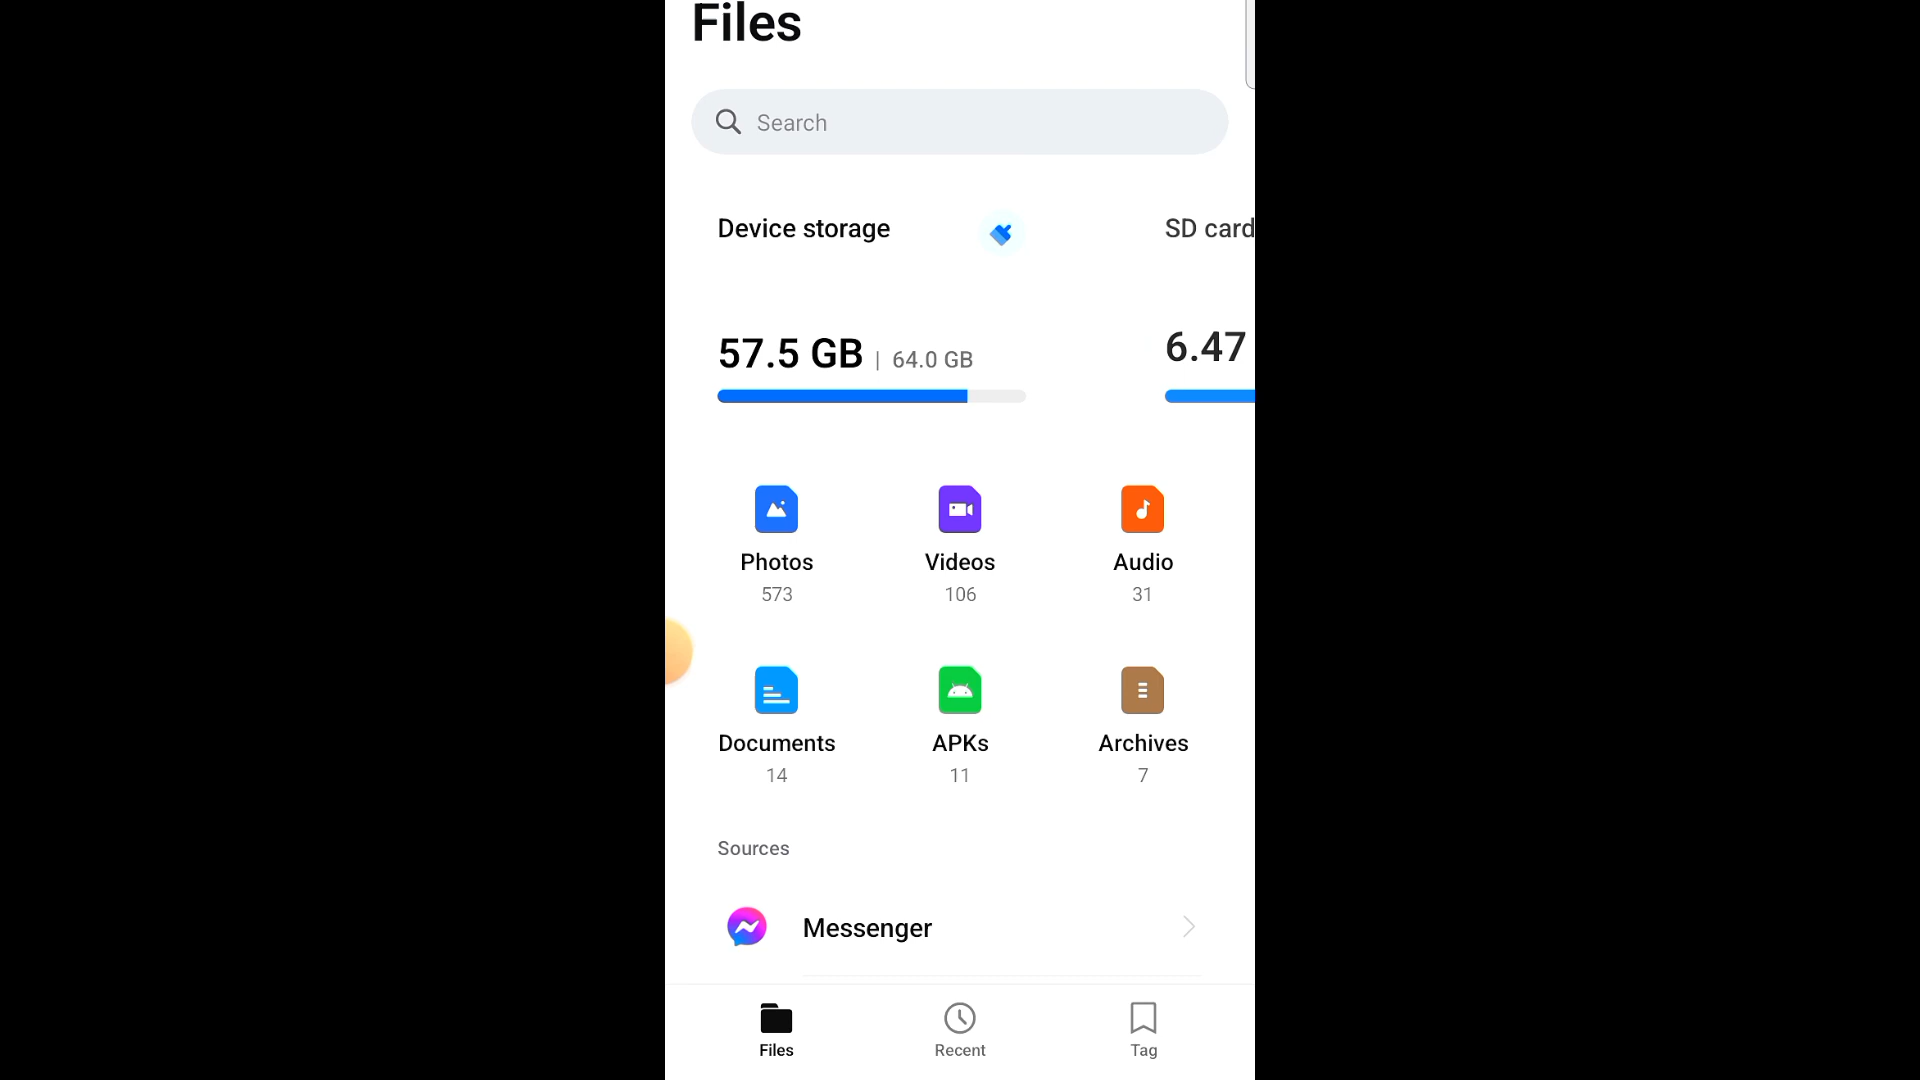 Files
Search
Device storage
SD card
57.5 GB | 64.0 GB
6.47
Photos
573
Videos
106
Audio
31
Documents
14
APKs
11
Archives
7
Sources
Messenger
Files
Recent
Tag